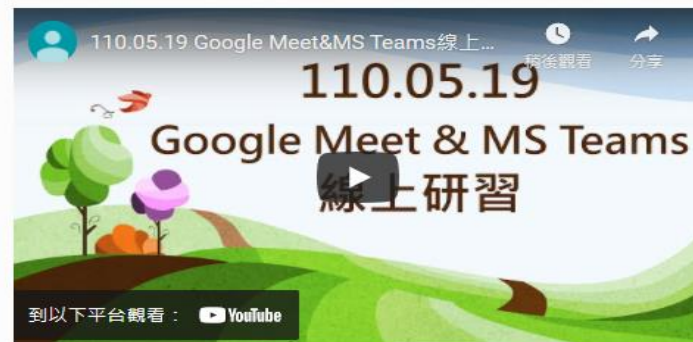 110.05.19 Google Meet&MS Teams線上...
稍後觀看
分享
110.05.19
Google Meet & MS Teams
線上研習
到以下平台觀看： YouTube